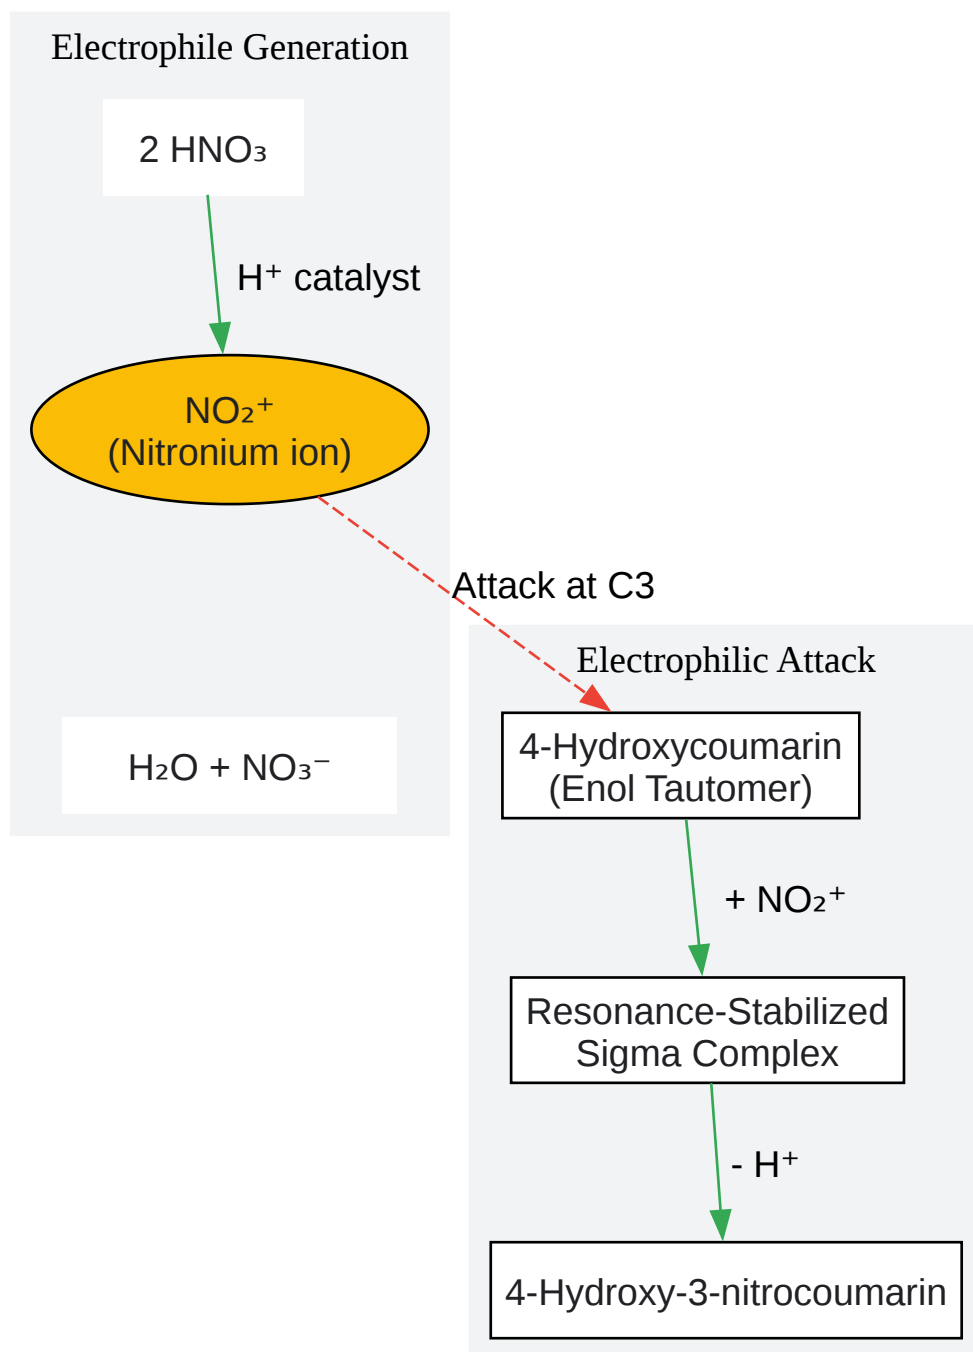 Electrophile Generation
2 HNO₃
H⁺ catalyst
NO₂⁺
(Nitronium ion)
Attack at C3
H₂O + NO₃⁻
Electrophilic Attack
4-Hydroxycoumarin
(Enol Tautomer)
+ NO₂⁺
Resonance-Stabilized
Sigma Complex
- H⁺
4-Hydroxy-3-nitrocoumarin